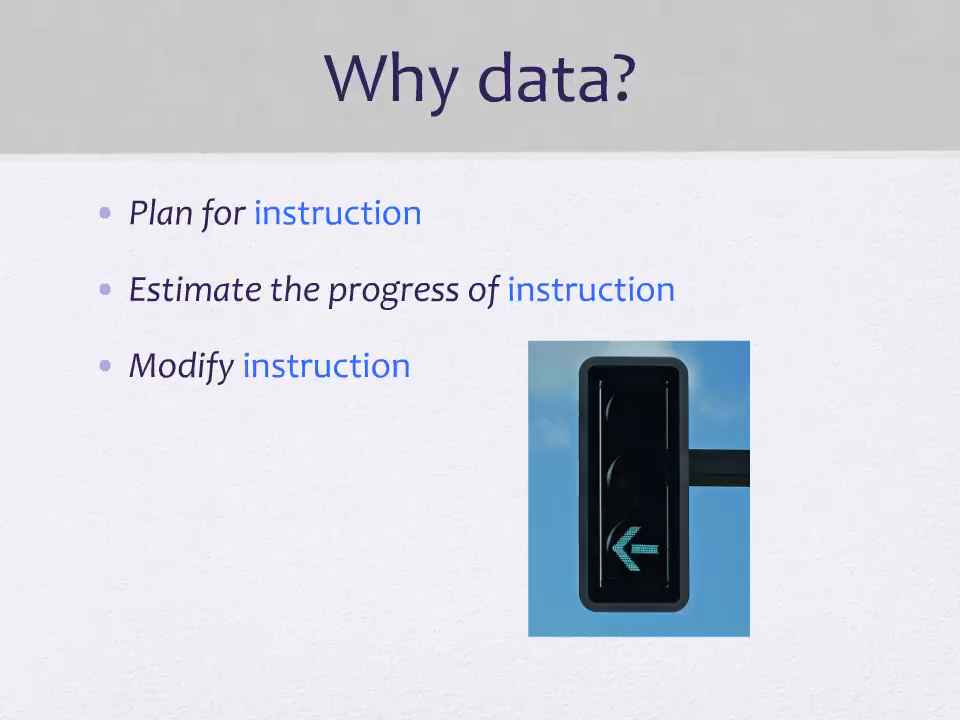 Why data?
• Plan for instruction
• Estimate the progress of instruction
• Modify instruction